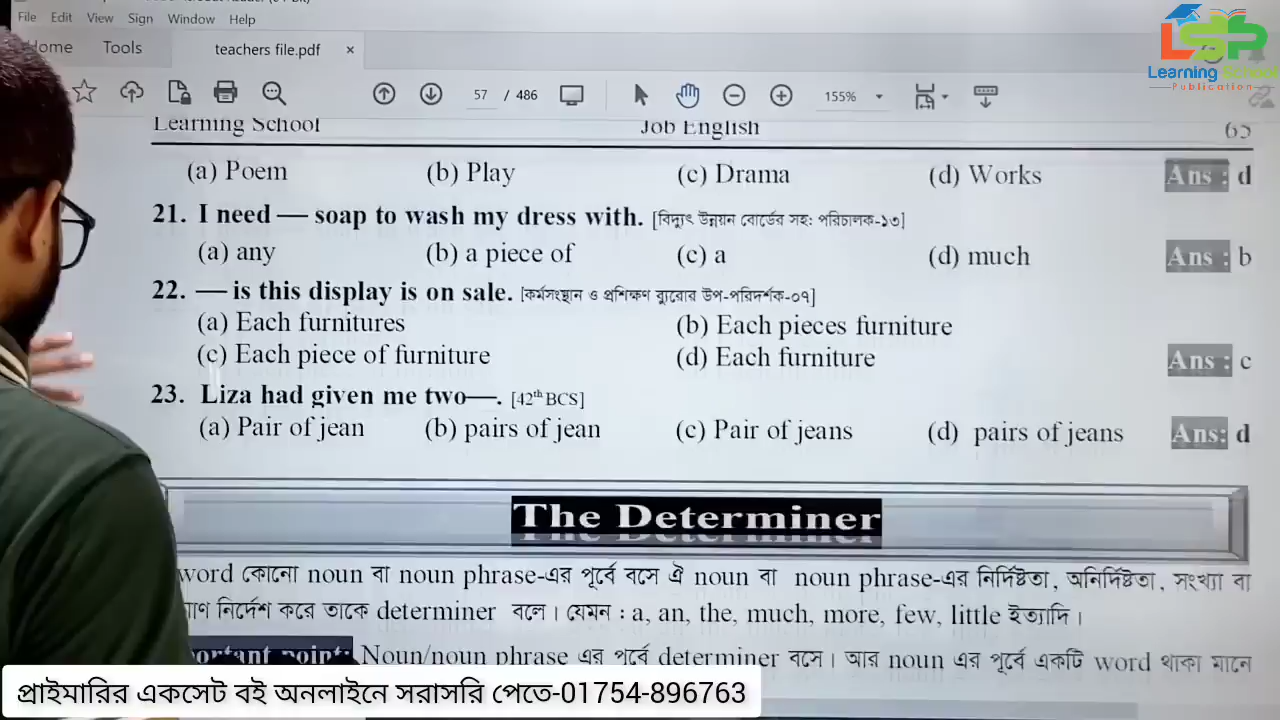 File Edit View Sign Window Help
Home Tools teachers file.pdf ×
57 / 486 155%
LSP
Learning School
Publication
Learning School Job English 65
(a) Poem (b) Play (c) Drama (d) Works Ans : d
21. I need — soap to wash my dress with. [বিদ্যুৎ উন্নয়ন বোর্ডের সহঃ পরিচালক-১৩]
(a) any (b) a piece of (c) a (d) much Ans : b
22. — is this display is on sale. [কর্মসংস্থান ও প্রশিক্ষণ ব্যুরোর উপ-পরিদর্শক-০৭]
(a) Each furnitures (b) Each pieces furniture
(c) Each piece of furniture (d) Each furniture Ans : c
23. Liza had given me two—. [42th BCS]
(a) Pair of jean (b) pairs of jean (c) Pair of jeans (d) pairs of jeans Ans: d
The Determiner
word কোনো noun বা noun phrase-এর পূর্বে বসে ঐ noun বা noun phrase-এর নির্দিষ্টতা, অনির্দিষ্টতা, সংখ্যা বা
নির্দেশ করে তাকে determiner বলে। যেমন : a, an, the, much, more, few, little ইত্যাদি।
point: Noun/noun phrase এর পূর্বে determiner বসে। আর noun এর পূর্বে একটি word থাকা মানে
প্রাইমারির একসেট বই অনলাইনে সরাসরি পেতে-01754-896763